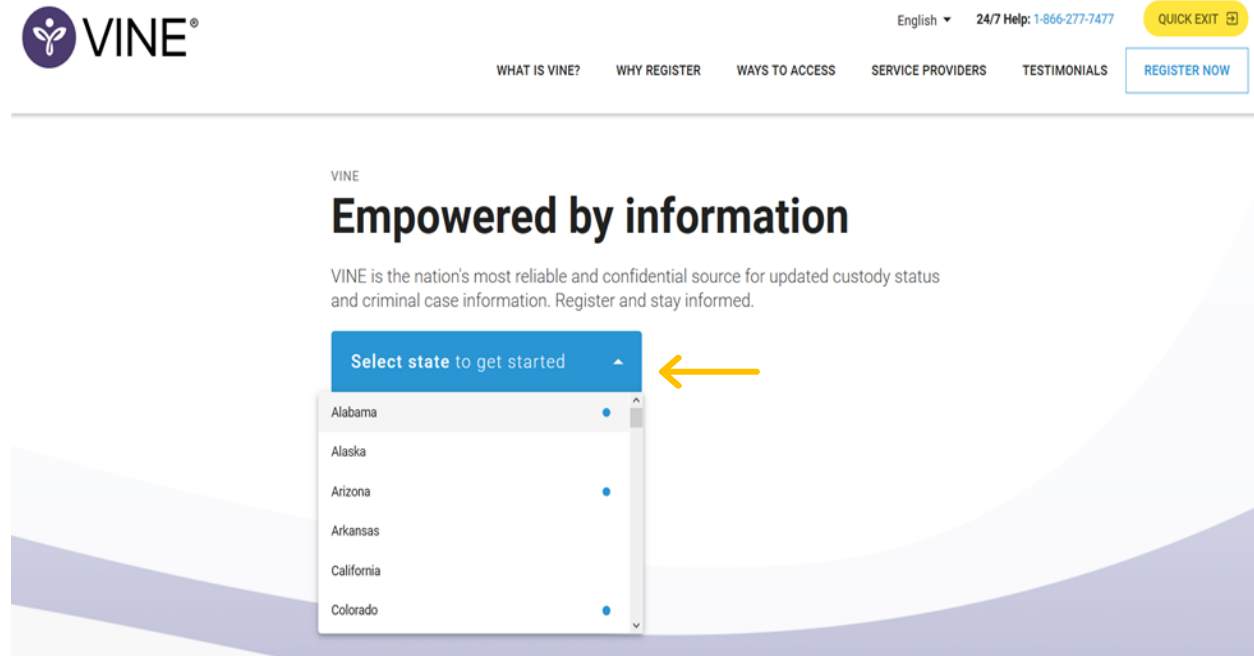 VINE®
English
24/7 Help: 1-866-277-7477
QUICK EXIT
WHAT IS VINE?
WHY REGISTER
WAYS TO ACCESS
SERVICE PROVIDERS
TESTIMONIALS
REGISTER NOW
VINE
Empowered by information
VINE is the nation's most reliable and confidential source for updated custody status
and criminal case information. Register and stay informed.
Select state to get started
Alabama
Alaska
Arizona
Arkansas
California
Colorado